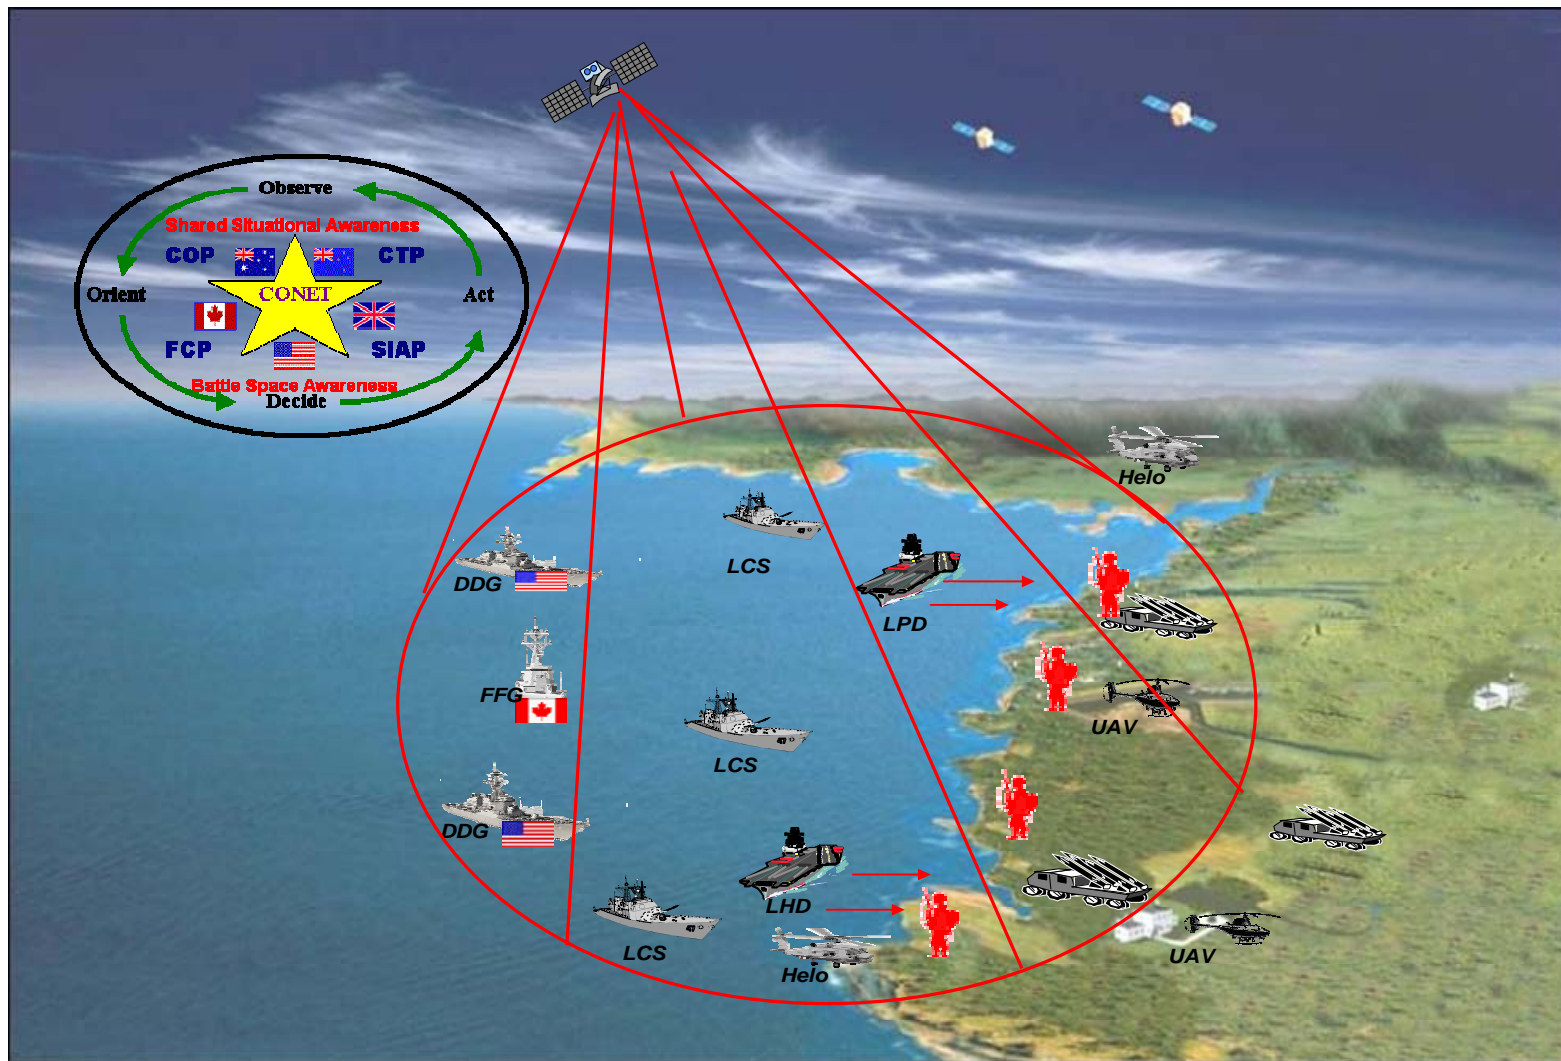 Observe
Shared Situational Awareness
COP CTP
Orient CONET Act
FCP SIAP
Battle Space Awareness
Decide
Helo
LCS
DDG
LPD
FFG
UAV
LCS
DDG
LHD
LCS
UAV
Helo